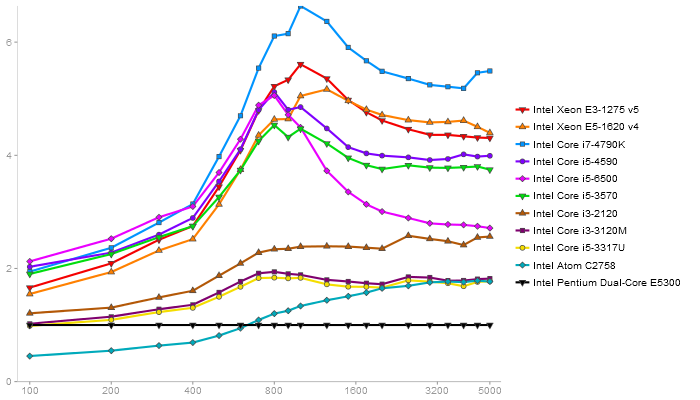 6
4
2
0
100
200
400
800
1600
3200
5000
Intel Xeon E3-1275 v5
Intel Xeon E5-1620 v4
Intel Core i7-4790K
Intel Core i5-4590
Intel Core i5-6500
Intel Core i5-3570
Intel Core i3-2120
Intel Core i3-3120M
Intel Core i5-3317U
Intel Atom C2758
Intel Pentium Dual-Core E5300